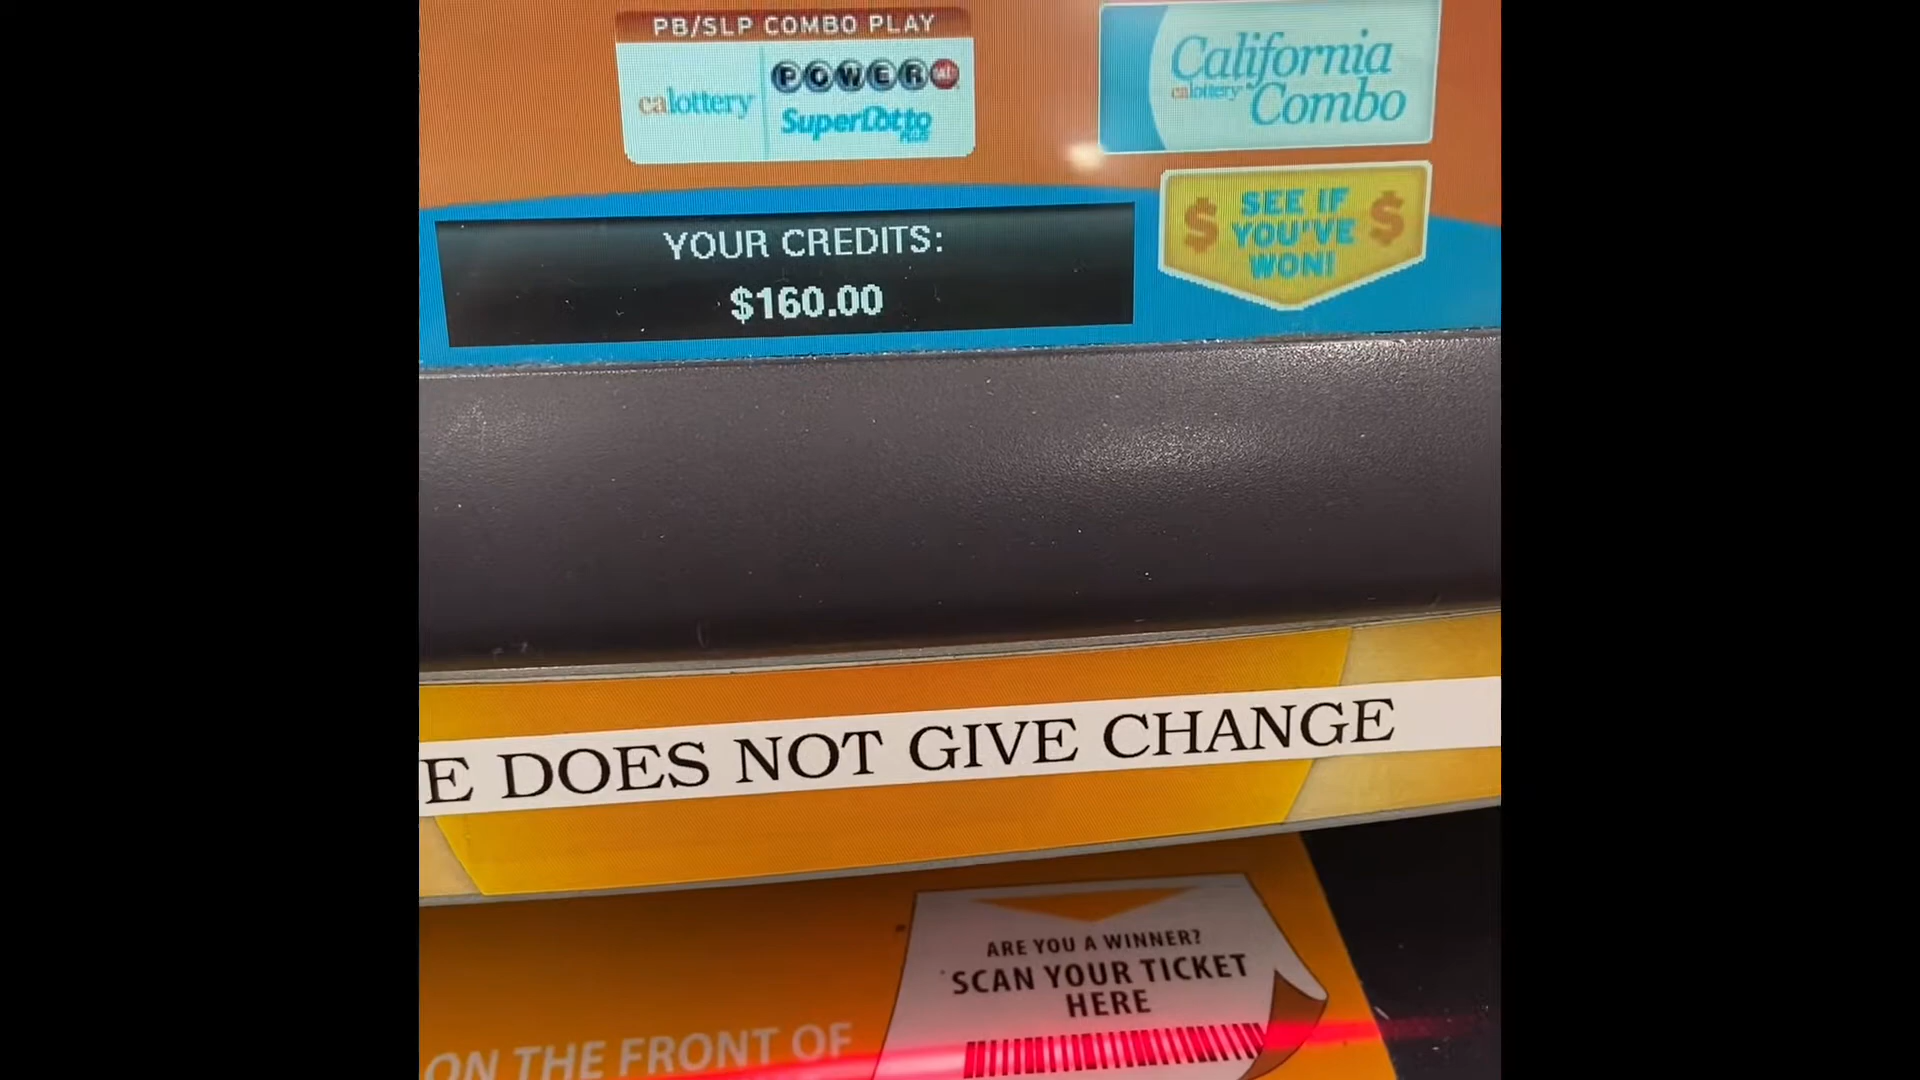 PB/SLP COMBO PLAY
calottery
POWERBALL
SuperLotto
PLUS
California
calottery
Combo
YOUR CREDITS:
$160.00
$ SEE IF $
YOU'VE
WON!
E DOES NOT GIVE CHANGE
ARE YOU A WINNER?
SCAN YOUR TICKET
HERE
ON THE FRONT OF